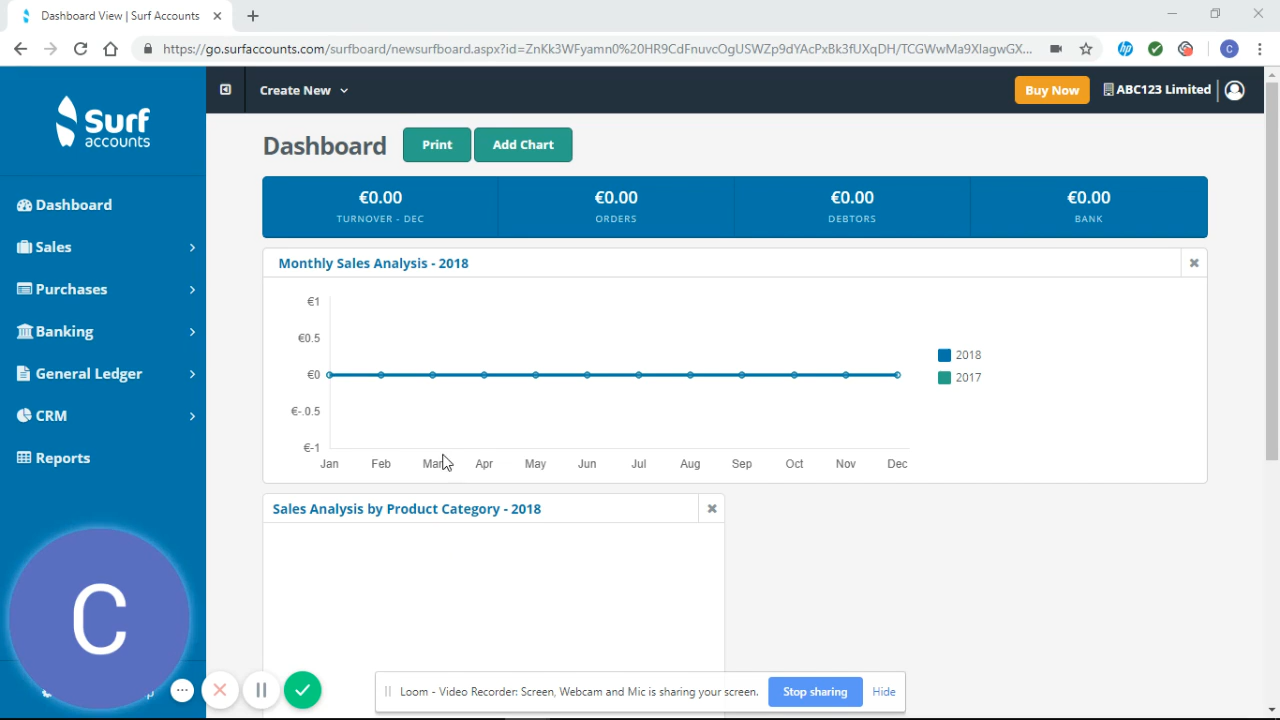 Dashboard View | Surf Accounts
https://go.surfaccounts.com/surfboard/newsurfboard.aspx?id=ZnKk3WFyamn0%20HR9CdFnuvcOgUSWZp9dYAcPxBk3fUXqDH/TCGWwMa9XlagwGX...
hp
C
Surf
accounts
Create New
Buy Now
ABC123 Limited
Dashboard
Sales
Purchases
Banking
General Ledger
CRM
Reports
Dashboard
Print
Add Chart
€0.00
TURNOVER - DEC
€0.00
ORDERS
€0.00
DEBTORS
€0.00
BANK
Monthly Sales Analysis - 2018
€1
€0.5
€0
€-.0.5
€-1
Jan Feb Mar Apr May Jun Jul Aug Sep Oct Nov Dec
2018
2017
Sales Analysis by Product Category - 2018
C
Loom - Video Recorder: Screen, Webcam and Mic is sharing your screen.
Stop sharing
Hide